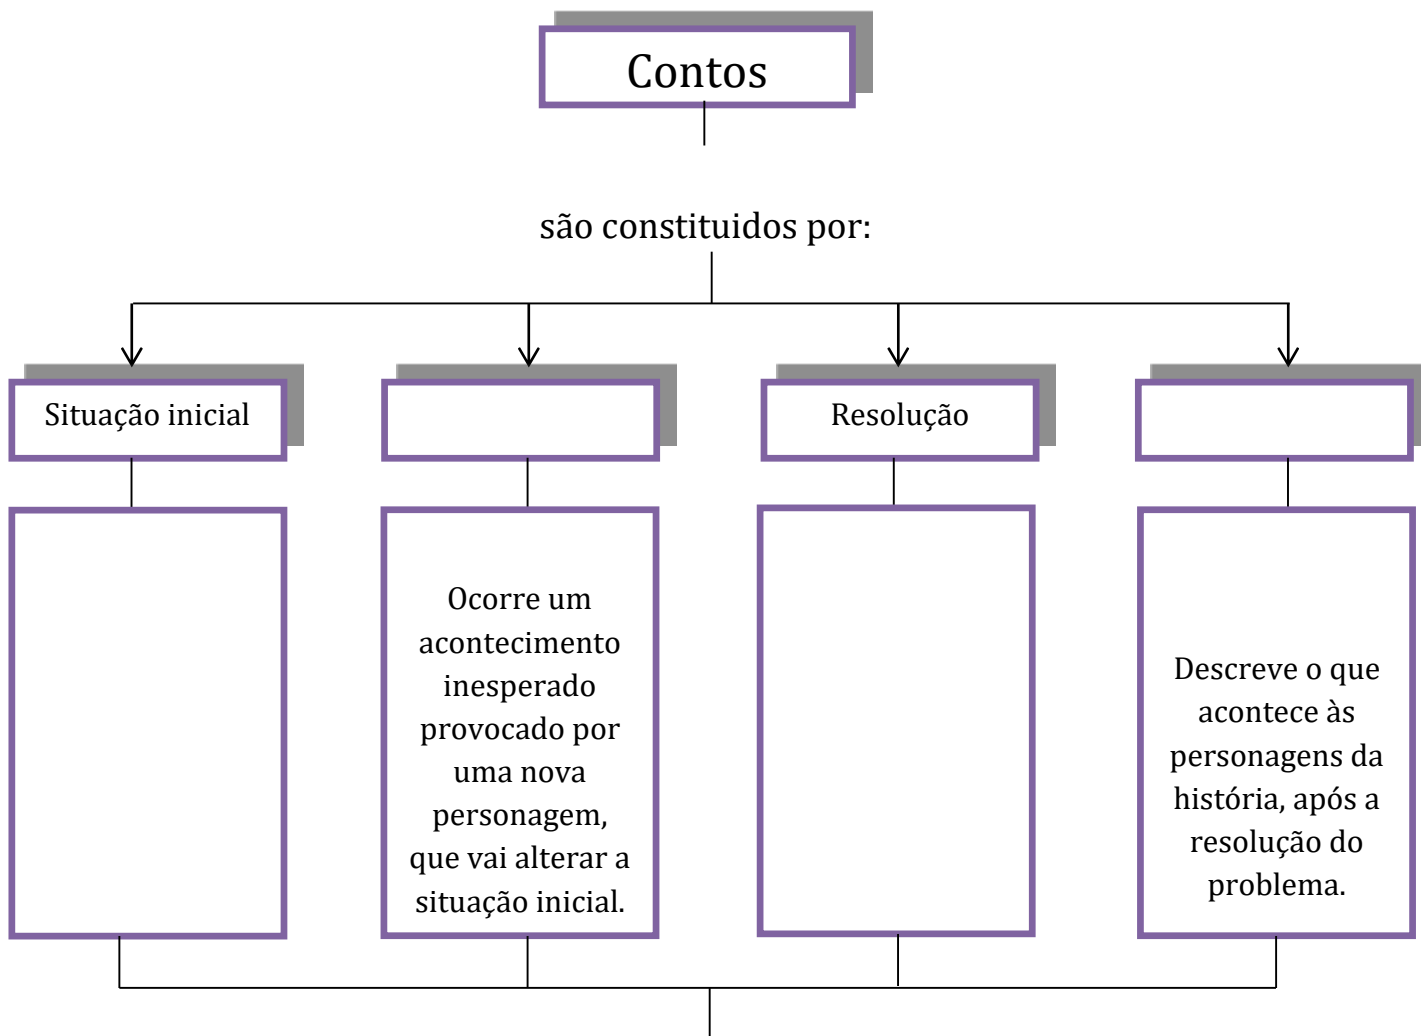 Contos
são constituidos por:
Situação inicial
Resolução
Ocorre um
acontecimento
inesperado
provocado por
uma nova
personagem,
que vai alterar a
situação inicial.
Descreve o que
acontece às
personagens da
história, após a
resolução do
problema.